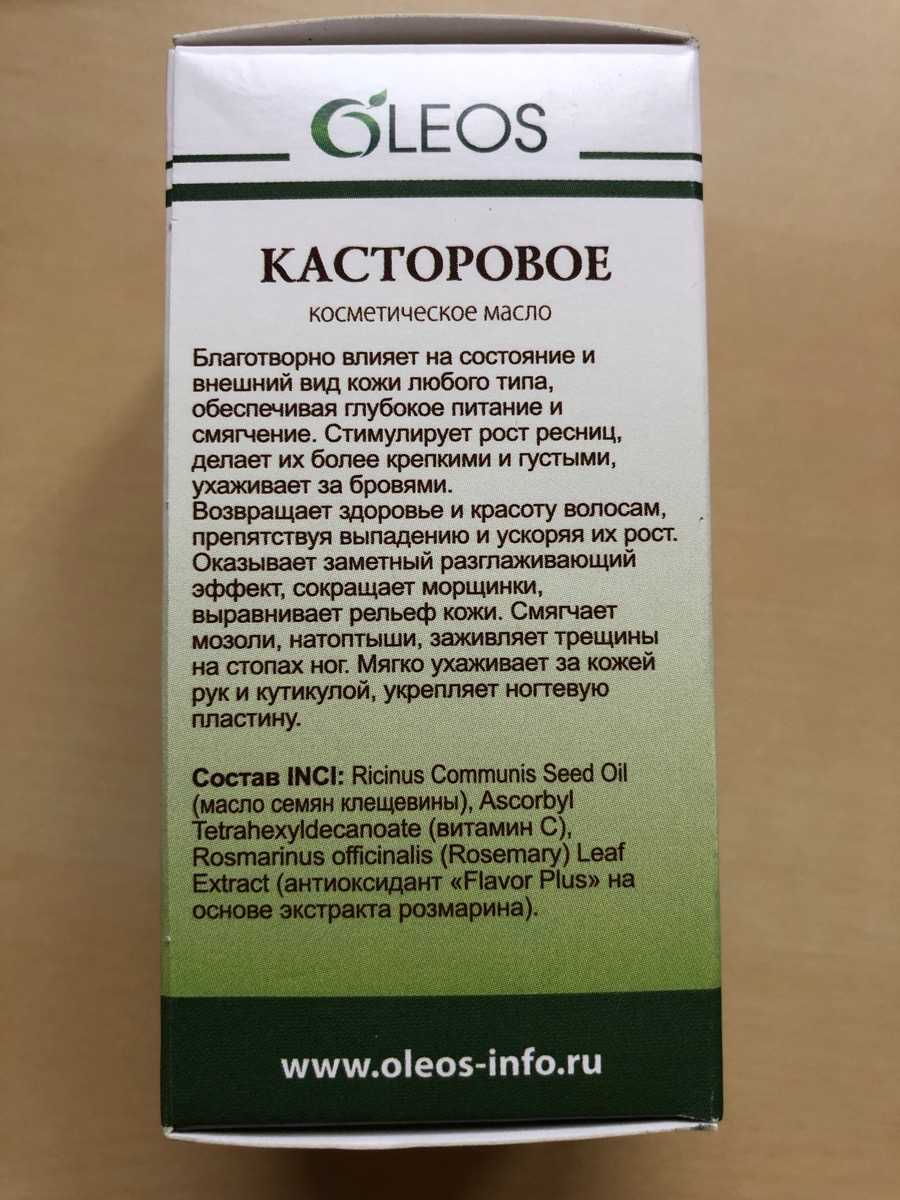 OLEOS
КАСТОРОВОЕ
косметическое масло
Благотворно влияет на состояние и
внешний вид кожи любого типа,
обеспечивая глубокое питание и
смягчение. Стимулирует рост ресниц,
делает их более крепкими и густыми,
ухаживает за бровями.
Возвращает здоровье и красоту волосам,
препятствуя выпадению и ускоряя их рост.
Оказывает заметный разглаживающий
эффект, сокращает морщинки,
выравнивает рельеф кожи. Смягчает
мозоли, натоптыши, заживляет трещины
на стопах ног. Мягко ухаживает за кожей
рук и кутикулой, укрепляет ногтевую
пластину.
Состав INCI: Ricinus Communis Seed Oil
(масло семян клещевины), Ascorbyl
Tetrahexyldecanoate (витамин С),
Rosmarinus officinalis (Rosemary) Leaf
Extract (антиоксидант «Flavor Plus» на
основе экстракта розмарина).
www.oleos-info.ru